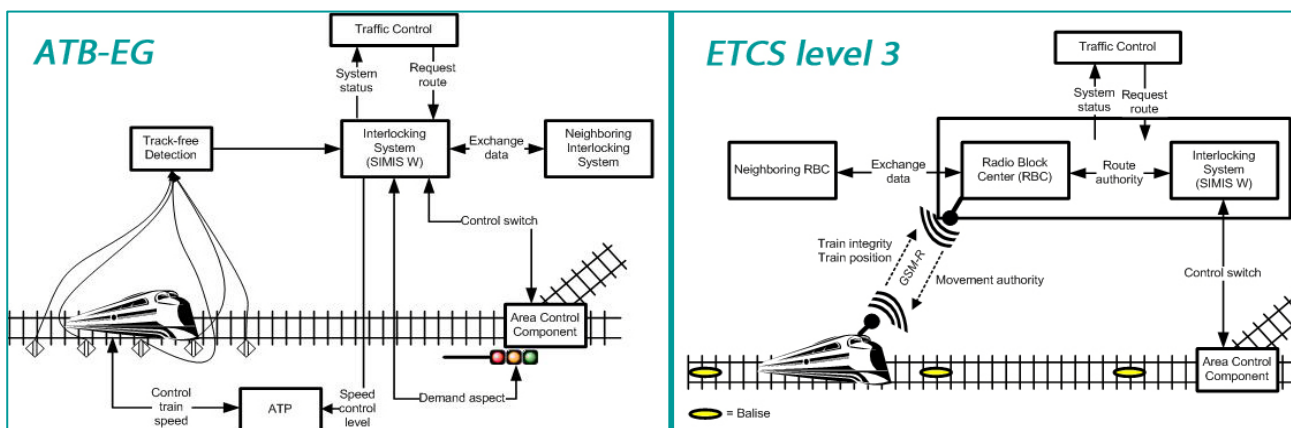 ATB-EG
Traffic Control
System
status
Request
route
Track-free
Detection
Interlocking
System
(SIMIS W)
Exchange
data
Neighboring
Interlocking
System
Control switch
Area Control
Component
Control
train
speed
ATP
Speed
control
level
Demand aspect
ETCS level 3
Traffic Control
System
status
Request
route
Neighboring RBC
Exchange
data
Radio Block
Center (RBC)
Route
authority
Interlocking
System
(SIMIS W)
Train integrity
Train position
GSM-R
Movement authority
Control switch
Area Control
Component
= Balise